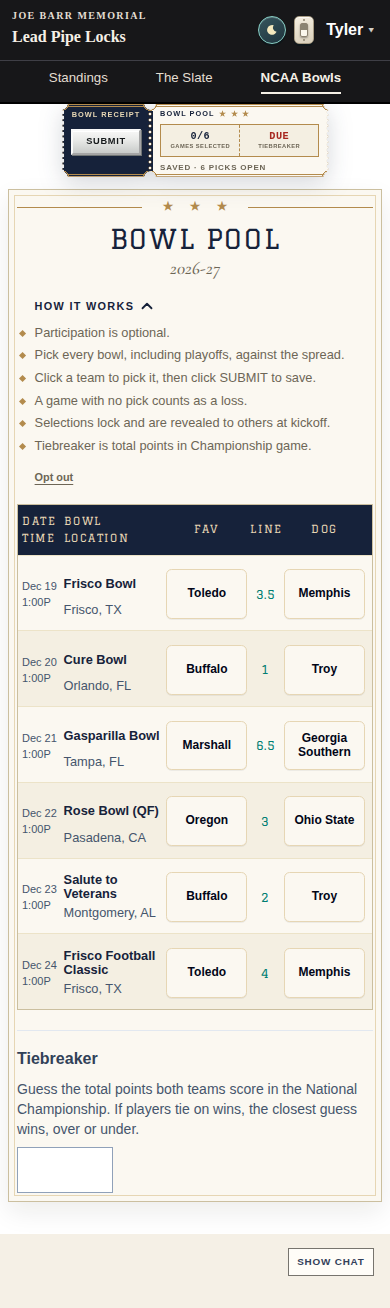 JOE BARR MEMORIAL
Lead Pipe Locks
Tyler
Standings
The Slate
NCAA Bowls
BOWL RECEIPT
SUBMIT
BOWL POOL ★ ★ ★
0/6
GAMES SELECTED
DUE
TIEBREAKER
SAVED · 6 PICKS OPEN
BOWL POOL
2026-27
HOW IT WORKS
Participation is optional.
Pick every bowl, including playoffs, against the spread.
Click a team to pick it, then click SUBMIT to save.
A game with no pick counts as a loss.
Selections lock and are revealed to others at kickoff.
Tiebreaker is total points in Championship game.
Opt out
DATE TIME
BOWL LOCATION
FAV
LINE
DOG
Dec 19 1:00P
Frisco Bowl
Frisco, TX
Toledo
3.5
Memphis
Dec 20 1:00P
Cure Bowl
Orlando, FL
Buffalo
1
Troy
Dec 21 1:00P
Gasparilla Bowl
Tampa, FL
Marshall
6.5
Georgia Southern
Dec 22 1:00P
Rose Bowl (QF)
Pasadena, CA
Oregon
3
Ohio State
Dec 23 1:00P
Salute to Veterans
Montgomery, AL
Buffalo
2
Troy
Dec 24 1:00P
Frisco Football Classic
Frisco, TX
Toledo
4
Memphis
Tiebreaker
Guess the total points both teams score in the National
Championship. If players tie on wins, the closest guess
wins, over or under.
SHOW CHAT